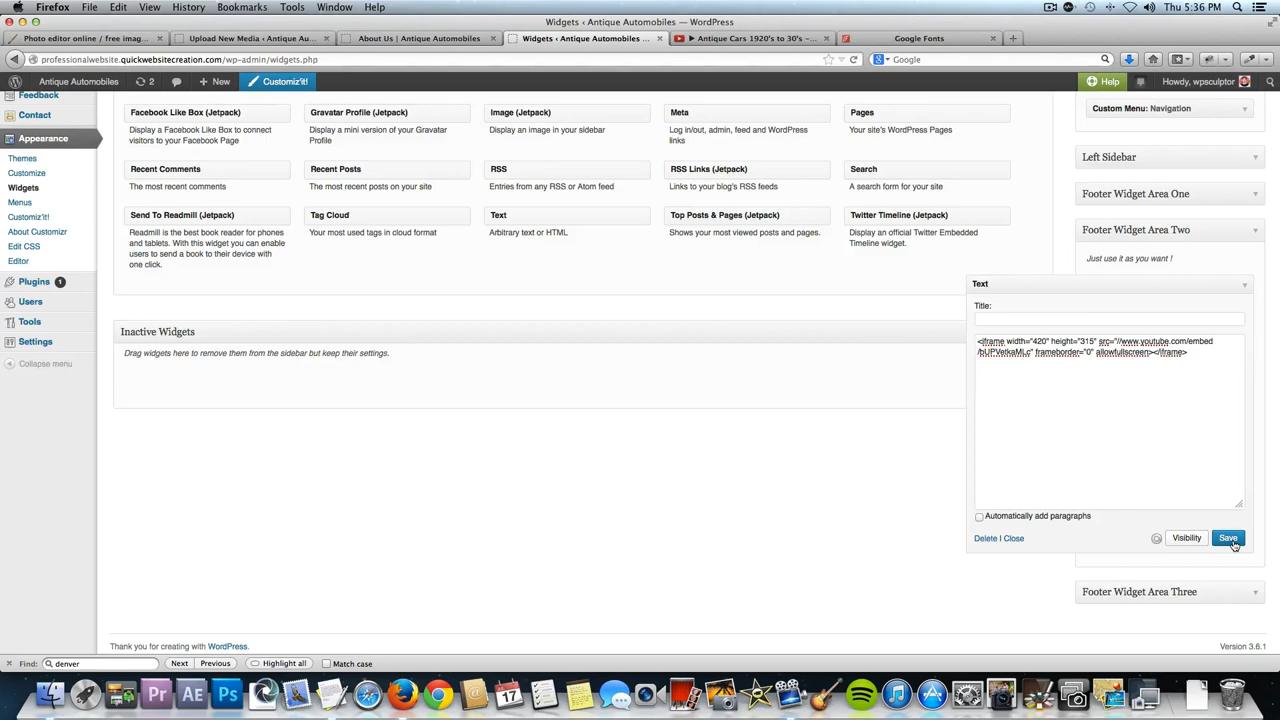 Firefox File Edit View History Bookmarks Tools Window Help Thu 5:36 PM
Widgets ‹ Antique Automobiles — WordPress
Photo editor online / free imag... Upload New Media ‹ Antique Au... About Us | Antique Automobiles Widgets ‹ Antique Automobiles ... ▶ Antique Cars 1920's to 30's – ... Google Fonts
professionalwebsite.quickwebsitecreation.com/wp-admin/widgets.php Google
Antique Automobiles 2 + New Customiz'it! Help Howdy, wpsculptor
Feedback
Contact
Appearance
Themes
Customize
Widgets
Menus
Customiz'it!
About Customizr
Edit CSS
Editor
Plugins 1
Users
Tools
Settings
Collapse menu
Facebook Like Box (Jetpack)
Display a Facebook Like Box to connect
visitors to your Facebook Page
Gravatar Profile (Jetpack)
Display a mini version of your Gravatar
Profile
Image (Jetpack)
Display an image in your sidebar
Meta
Log in/out, admin, feed and WordPress
links
Pages
Your site's WordPress Pages
Recent Comments
The most recent comments
Recent Posts
The most recent posts on your site
RSS
Entries from any RSS or Atom feed
RSS Links (Jetpack)
Links to your blog's RSS feeds
Search
A search form for your site
Send To Readmill (Jetpack)
Readmill is the best book reader for phones
and tablets. With this widget you can enable
users to send a book to their device with
one click.
Tag Cloud
Your most used tags in cloud format
Text
Arbitrary text or HTML
Top Posts & Pages (Jetpack)
Shows your most viewed posts and pages.
Twitter Timeline (Jetpack)
Display an official Twitter Embedded
Timeline widget.
Inactive Widgets
Drag widgets here to remove them from the sidebar but keep their settings.
Custom Menu: Navigation
Left Sidebar
Footer Widget Area One
Footer Widget Area Two
Just use it as you want !
Text
Title:
<iframe width="420" height="315" src="//www.youtube.com/embed
/bUPVetkaMLc" frameborder="0" allowfullscreen></iframe>
Automatically add paragraphs
Delete | Close Visibility Save
Footer Widget Area Three
Thank you for creating with WordPress. Version 3.6.1
Find: denver Next Previous Highlight all Match case
Pr Ae Ps 17